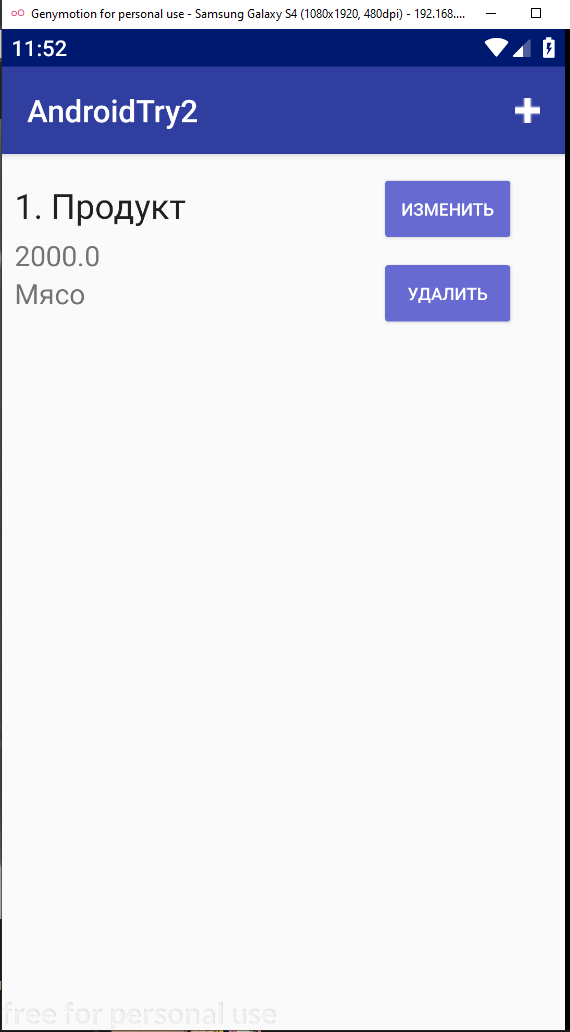 Genymotion for personal use - Samsung Galaxy S4 (1080x1920, 480dpi) - 192.168....
11:52
AndroidTry2
1. Продукт
ИЗМЕНИТЬ
2000.0
Мясо
УДАЛИТЬ
free for personal use